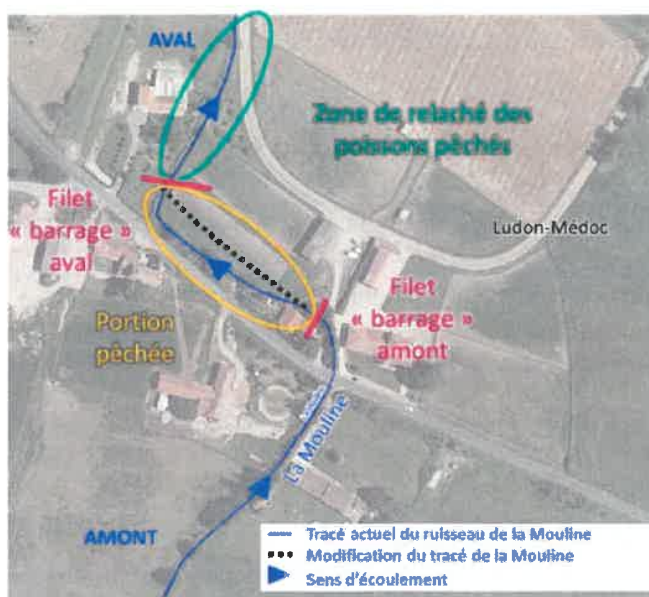 AVAL
Zone de relaché des
poissons pêchés
Filet
« barrage »
aval
Ludon-Médoc
Filet
« barrage »
amont
Portion
pêchée
La Mouline
AMONT
Tracé actuel du ruisseau de la Mouline
Modification du tracé de la Mouline
Sens d'écoulement